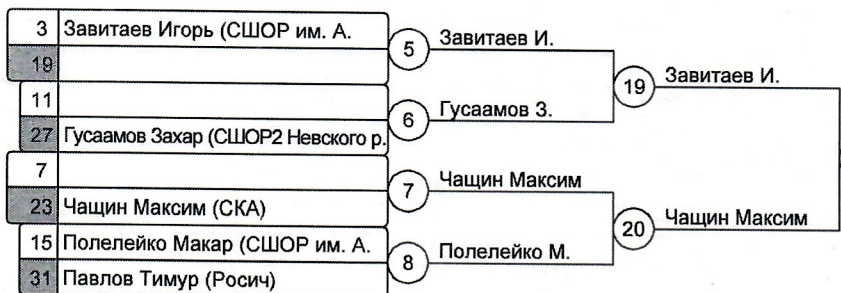 3 Завитаев Игорь (СШОР им. А.
19
11
27 Гусаамов Захар (СШОР2 Невского р.
7
23 Чащин Максим (СКА)
15 Полелейко Макар (СШОР им. А.
31 Павлов Тимур (Росич)
5 Завитаев И.
6 Гусаамов З.
7 Чащин Максим
8 Полелейко М.
19 Завитаев И.
20 Чащин Максим